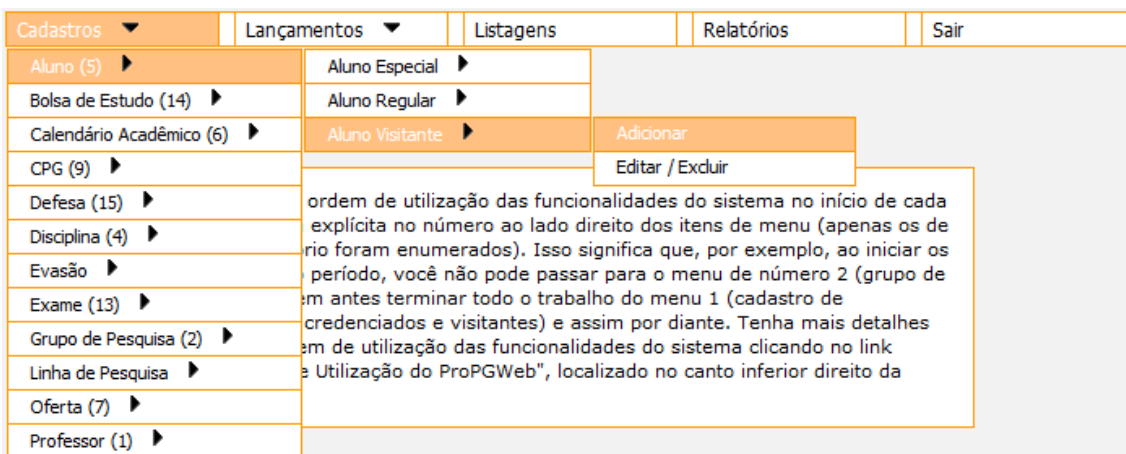 Cadastros Lançamentos Listagens Relatórios Sair
Aluno (5)
Bolsa de Estudo (14)
Calendário Acadêmico (6)
CPG (9)
Defesa (15)
Disciplina (4)
Evasão
Exame (13)
Grupo de Pesquisa (2)
Linha de Pesquisa
Oferta (7)
Professor (1)
Aluno Especial
Aluno Regular
Aluno Visitante
Adicionar
Editar / Excluir
ordem de utilização das funcionalidades do sistema no início de cada
explícita no número ao lado direito dos itens de menu (apenas os de
foram enumerados). Isso significa que, por exemplo, ao iniciar os
período, você não pode passar para o menu de número 2 (grupo de
antes terminar todo o trabalho do menu 1 (cadastro de
credenciados e visitantes) e assim por diante. Tenha mais detalhes
de utilização das funcionalidades do sistema clicando no link
Utilização do ProPGWeb", localizado no canto inferior direito da